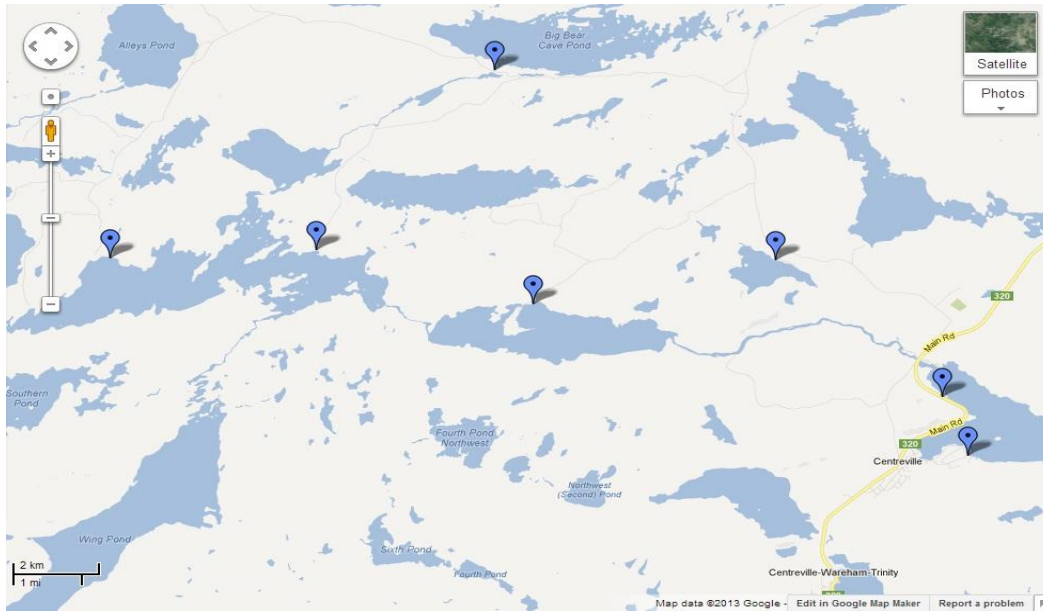 Alleys Pond
Big Bear
Cave Pond
Satellite
Photos
320
Main Rd
Southern
Pond
Main Rd
320
Fourth Pond
Northwest
Centreville
Northwest
(Second) Pond
Wing Pond
Sixth Pond
Fourth Pond
2 km
1 mi
Centreville-Wareham-Trinity
Map data ©2013 Google -
Edit in Google Map Maker
Report a problem